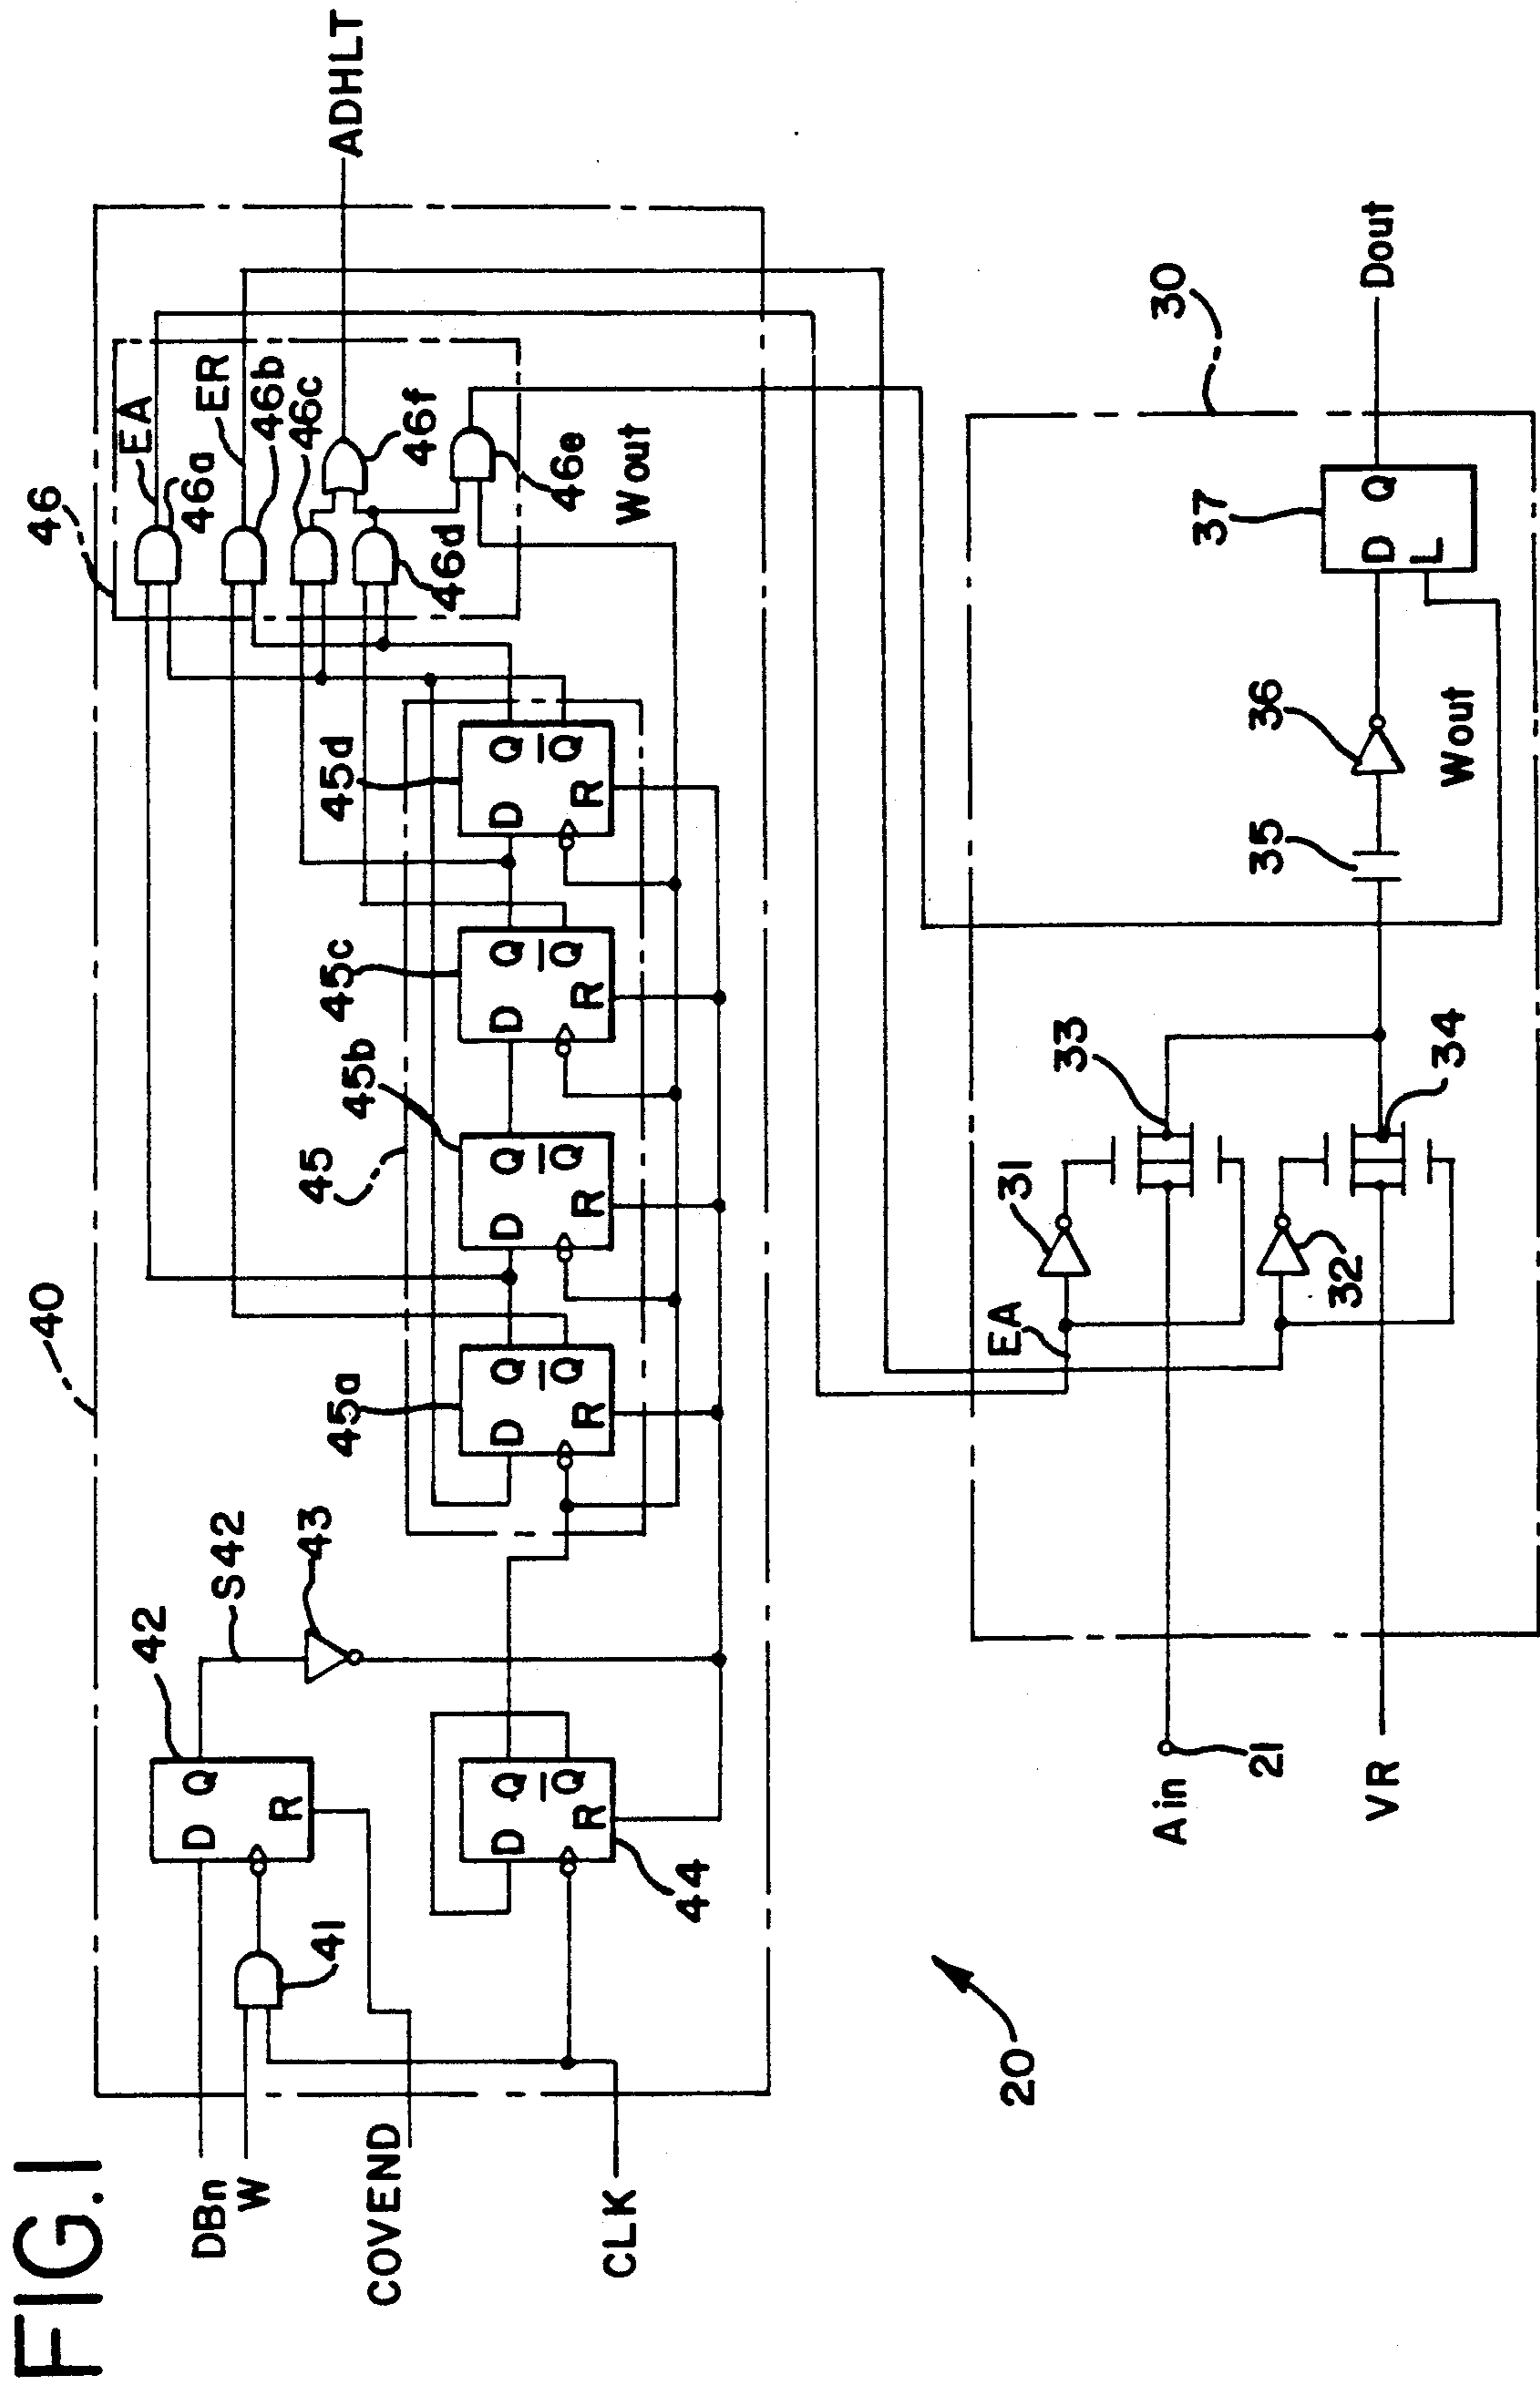 FIG.1
40
46
EA
46a
ER
46b
46c
46f
46d
46e
Wout
ADHLT
42
S42
43
D Q
R
41
DBn
W
COVEND
CLK
D Q
Q
R
44
45
45a
D Q
Q
R
45b
D Q
Q
R
45c
D Q
Q
R
45d
D Q
Q
R
20
30
EA
31
33
32
34
35
36
Wout
37
D Q
L
Dout
Ain
21
VR